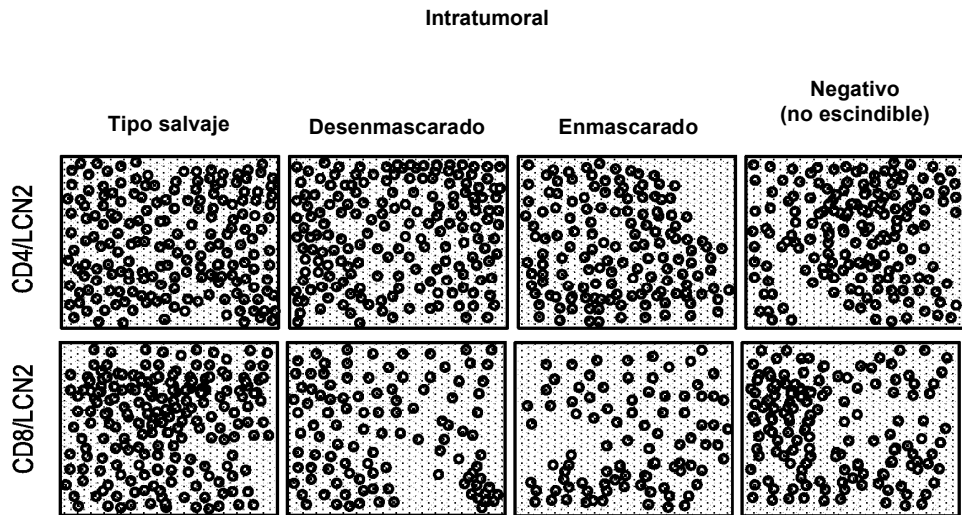 Intratumoral
Tipo salvaje
Desenmascarado
Enmascarado
Negativo
(no escindible)
CD4/LCN2
CD8/LCN2